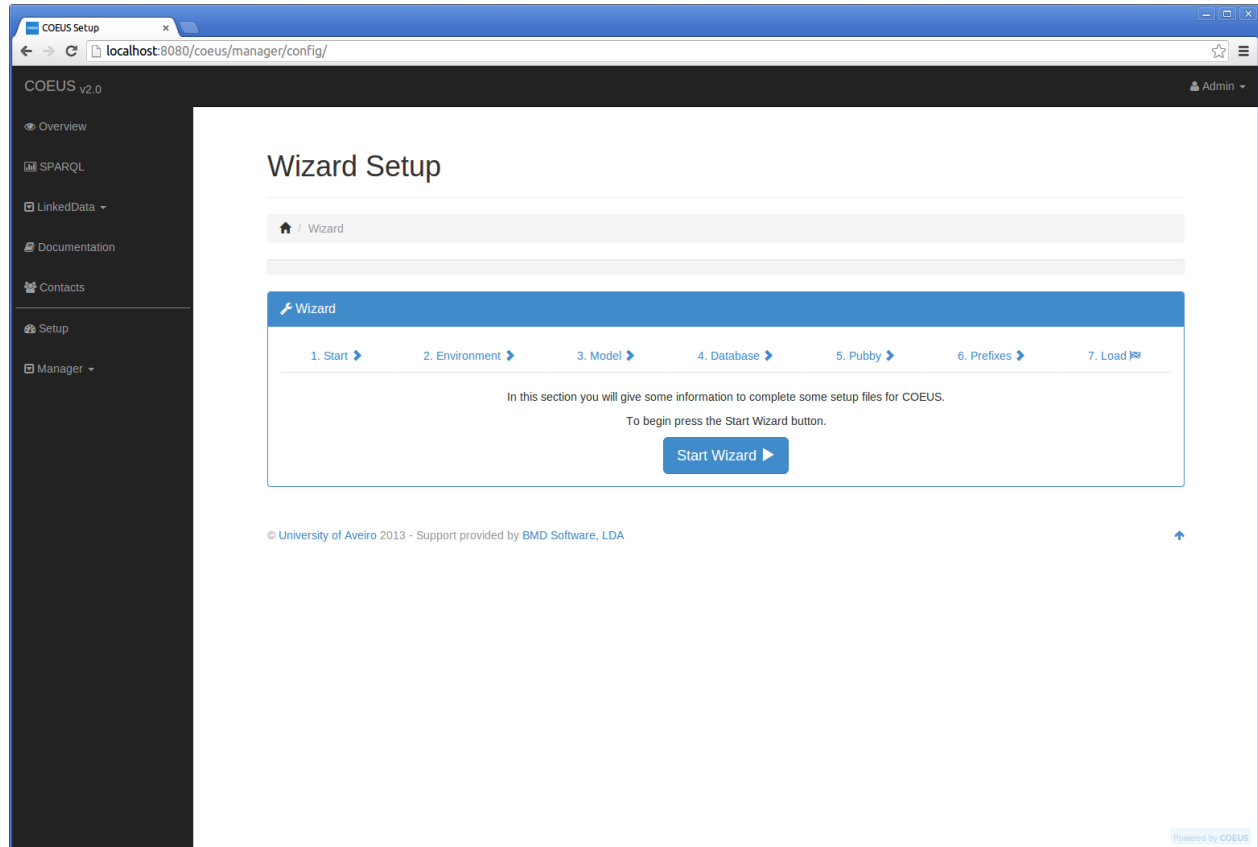 COEUS Setup
localhost:8080/coeus/manager/config/
COEUS v2.0
Admin
Overview
SPARQL
LinkedData
Documentation
Contacts
Setup
Manager
Wizard Setup
/ Wizard
Wizard
1. Start 2. Environment 3. Model 4. Database 5. Pubby 6. Prefixes 7. Load
In this section you will give some information to complete some setup files for COEUS.
To begin press the Start Wizard button.
Start Wizard
© University of Aveiro 2013 - Support provided by BMD Software, LDA
Powered by COEUS